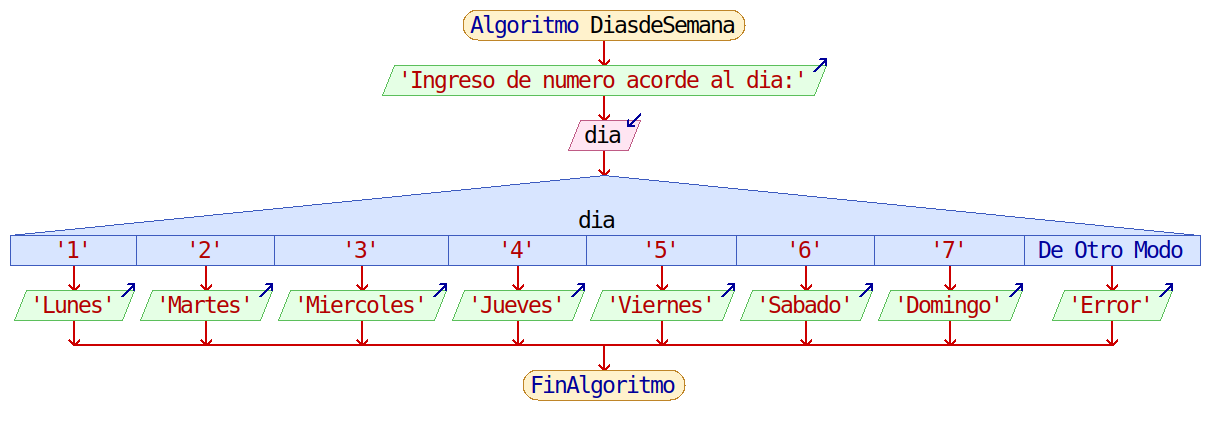 Algoritmo DiasdeSemana
'Ingreso de numero acorde al dia:'
dia
dia
'1' '2' '3' '4' '5' '6' '7' De Otro Modo
'Lunes' 'Martes' 'Miercoles' 'Jueves' 'Viernes' 'Sabado' 'Domingo' 'Error'
FinAlgoritmo